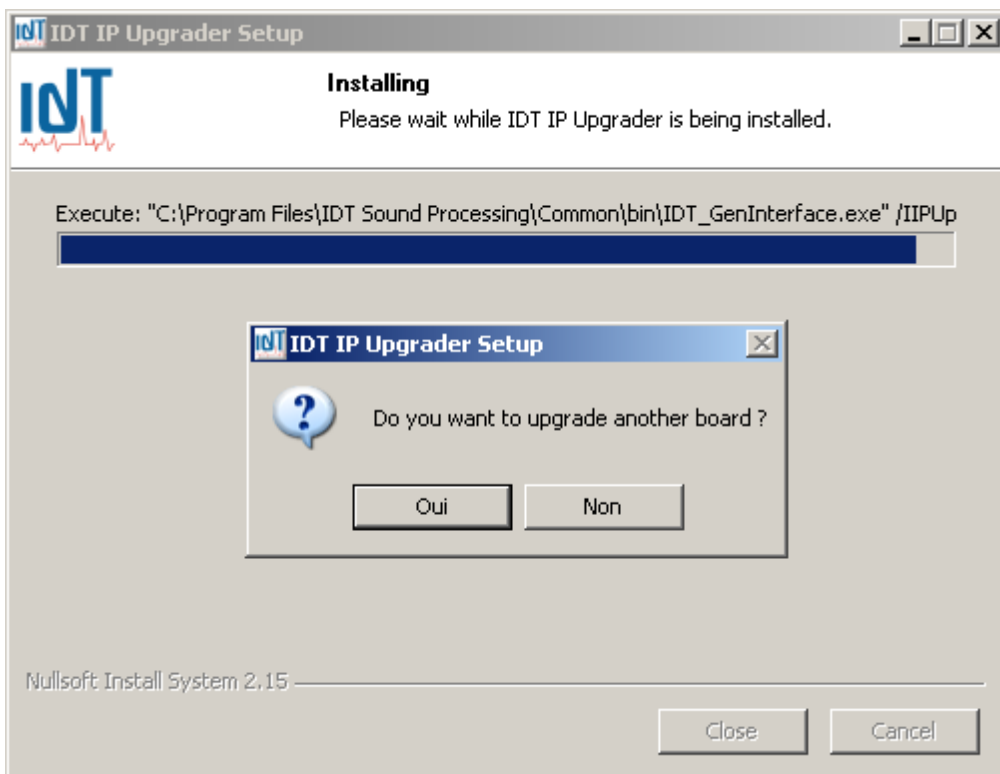 IDT IP Upgrader Setup
IDT
Installing
Please wait while IDT IP Upgrader is being installed.
Execute: "C:\Program Files\IDT Sound Processing\Common\bin\IDT_GenInterface.exe" /IIPUp
IDT IP Upgrader Setup
Do you want to upgrade another board ?
Oui Non
Nullsoft Install System 2.15
Close Cancel